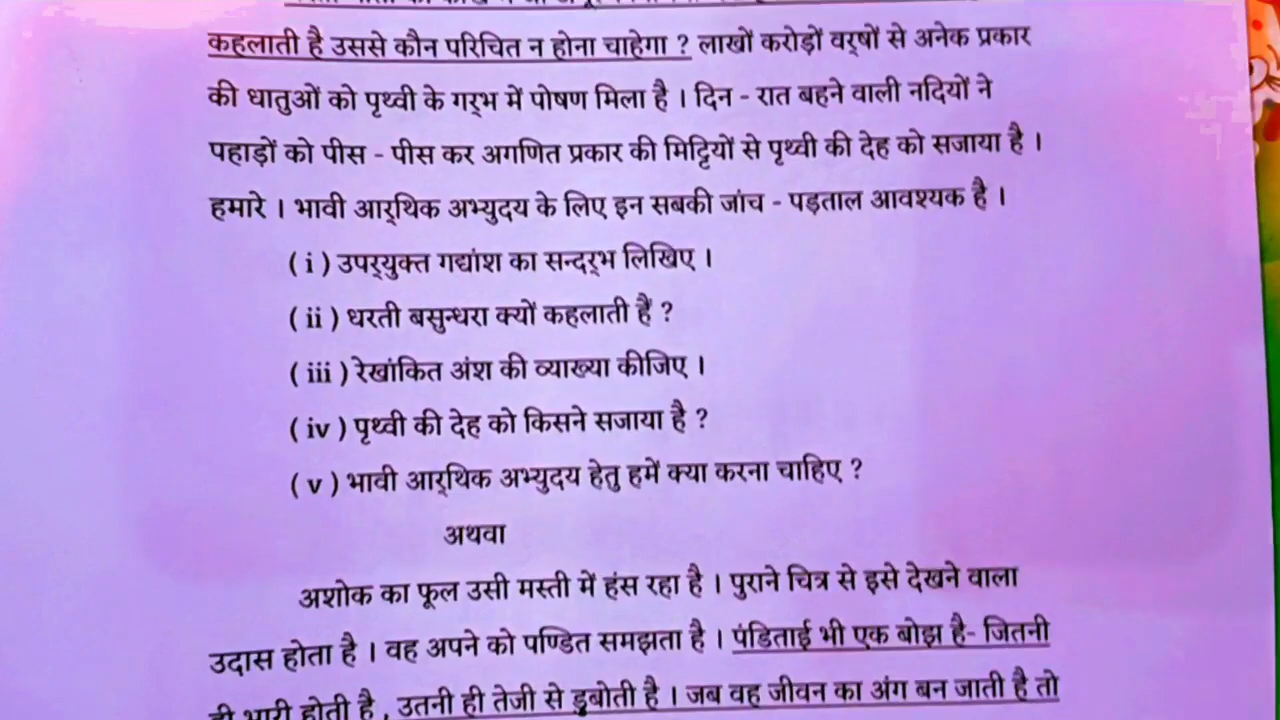 कहलाती है उससे कौन परिचित न होना चाहेगा ? लाखों करोड़ों वर्षों से अनेक प्रकार
की धातुओं को पृथ्वी के गर्भ में पोषण मिला है । दिन - रात बहने वाली नदियों ने
पहाड़ों को पीस - पीस कर अगणित प्रकार की मिट्टियों से पृथ्वी की देह को सजाया है ।
हमारे । भावी आर्थिक अभ्युदय के लिए इन सबकी जांच - पड़ताल आवश्यक है ।
( i ) उपर्युक्त गद्यांश का सन्दर्भ लिखिए ।
( ii ) धरती बसुन्धरा क्यों कहलाती हैं ?
( iii ) रेखांकित अंश की व्याख्या कीजिए ।
( iv ) पृथ्वी की देह को किसने सजाया है ?
( v ) भावी आर्थिक अभ्युदय हेतु हमें क्या करना चाहिए ?
अथवा
अशोक का फूल उसी मस्ती में हंस रहा है । पुराने चित्र से इसे देखने वाला
उदास होता है । वह अपने को पण्डित समझता है । पंडिताई भी एक बोझ है- जितनी
ही भारी होती है , उतनी ही तेजी से डुबोती है । जब वह जीवन का अंग बन जाती है तो